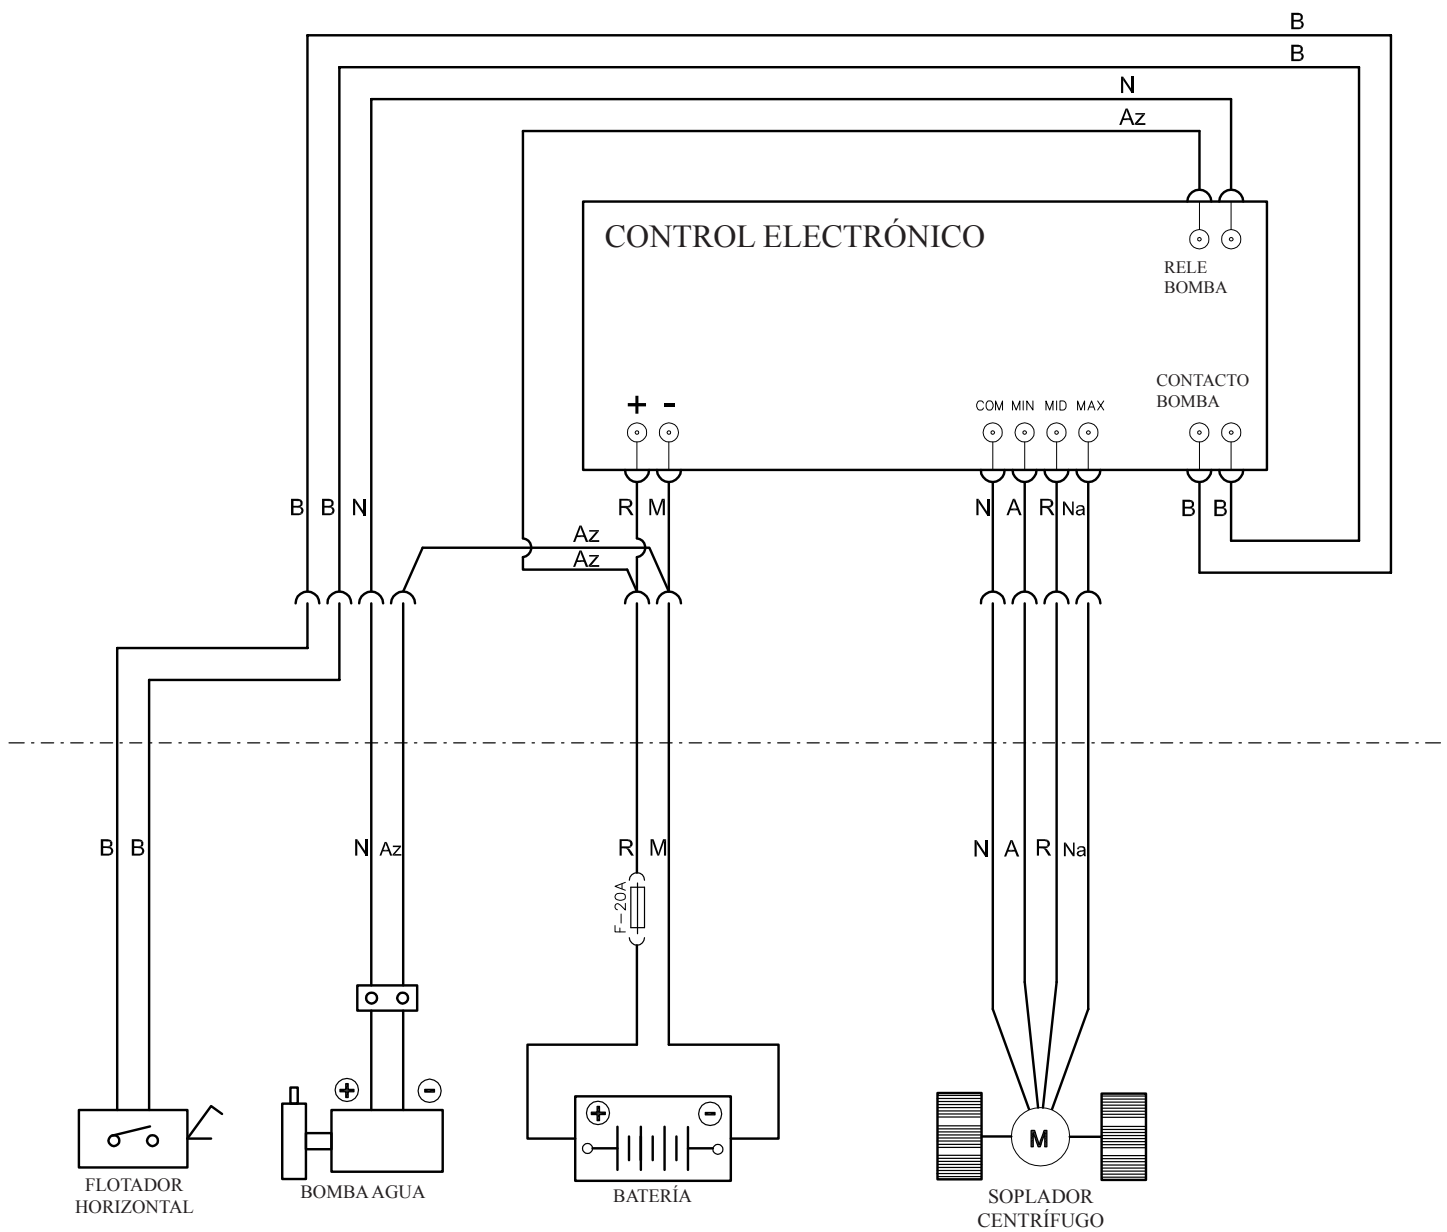 B
B
N
Az
CONTROL ELECTRÓNICO
RELE
BOMBA
CONTACTO
BOMBA
+ -
COM MIN MID MAX
B B N R M N A R Na B B
Az
Az
B B N Az R M N A R Na
F-20A
+ - + -
M
FLOTADOR
HORIZONTAL
BOMBA AGUA
BATERÍA
SOPLADOR
CENTRÍFUGO